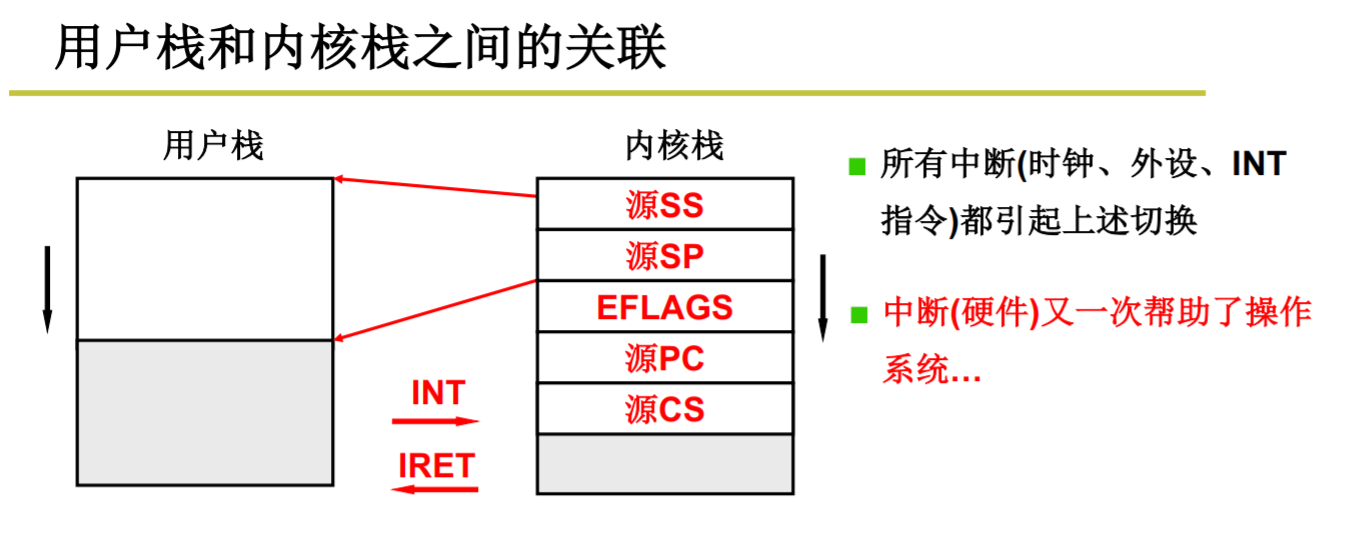 用户栈和内核栈之间的关联
用户栈
内核栈
源SS
源SP
EFLAGS
源PC
源CS
INT
IRET
■ 所有中断(时钟、外设、INT
指令)都引起上述切换
■ 中断(硬件)又一次帮助了操作
系统...